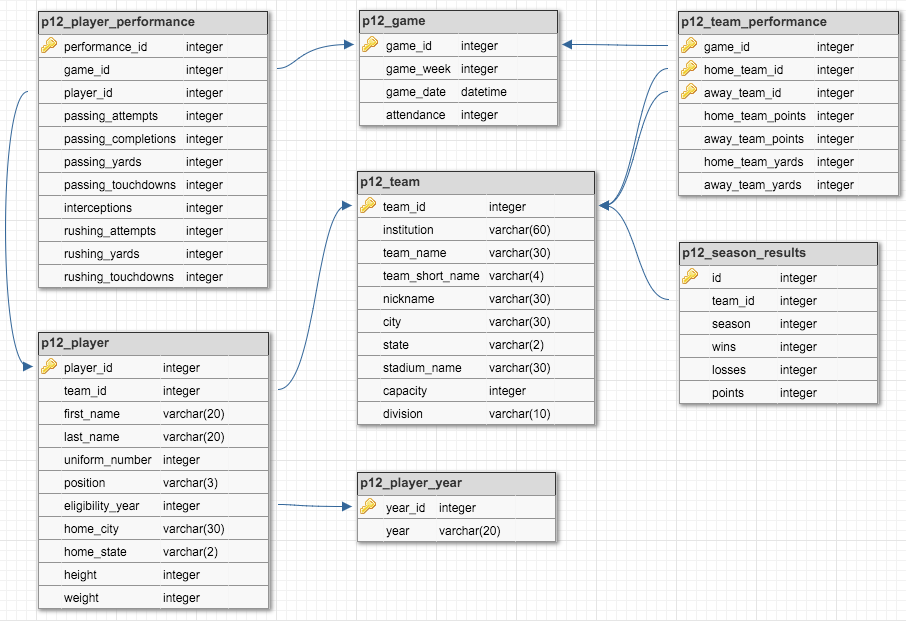 p12_player_performance
performance_id integer
game_id integer
player_id integer
passing_attempts integer
passing_completions integer
passing_yards integer
passing_touchdowns integer
interceptions integer
rushing_attempts integer
rushing_yards integer
rushing_touchdowns integer
p12_game
game_id integer
game_week integer
game_date datetime
attendance integer
p12_team_performance
game_id integer
home_team_id integer
away_team_id integer
home_team_points integer
away_team_points integer
home_team_yards integer
away_team_yards integer
p12_team
team_id integer
institution varchar(60)
team_name varchar(30)
team_short_name varchar(4)
nickname varchar(30)
city varchar(30)
state varchar(2)
stadium_name varchar(30)
capacity integer
division varchar(10)
p12_season_results
id integer
team_id integer
season integer
wins integer
losses integer
points integer
p12_player
player_id integer
team_id integer
first_name varchar(20)
last_name varchar(20)
uniform_number integer
position varchar(3)
eligibility_year integer
home_city varchar(30)
home_state varchar(2)
height integer
weight integer
p12_player_year
year_id integer
year varchar(20)